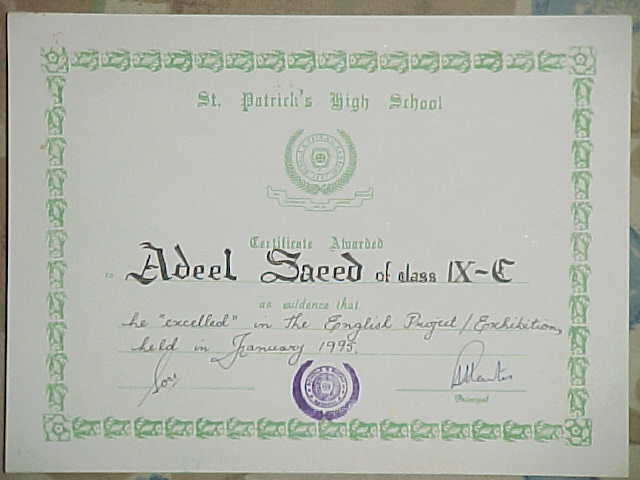 St. Patrick's High School
Certificate Awarded
to Adeel Saeed of class IX-C
as evidence that
he "excelled" in the English Project/Exhibition,
held in January 1995.
Principal